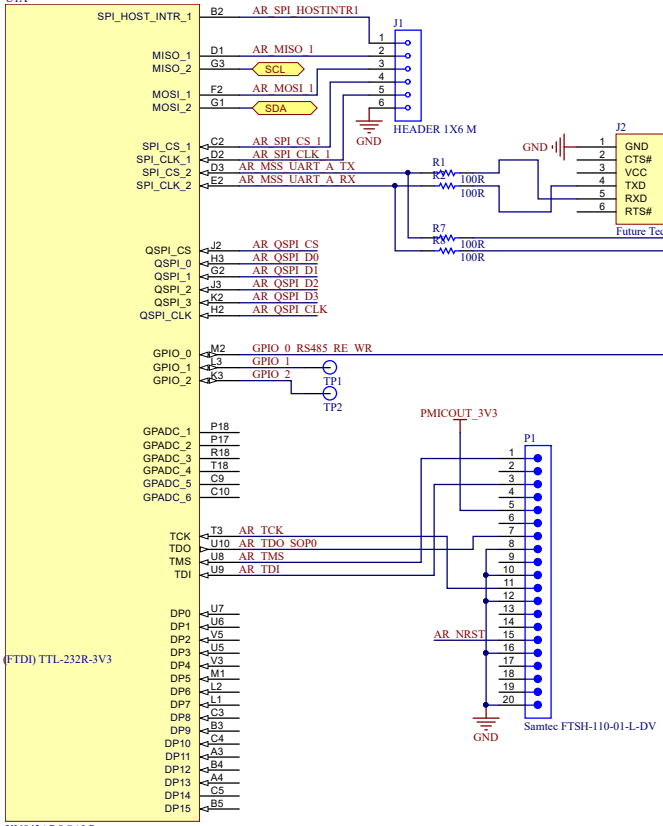 SPI_HOST_INTR_1 B2 AR_SPI_HOSTINTR1
J1
1
MISO_1 D1 AR_MISO_1 2
MISO_2 G3 SCL 3
4
MOSI_1 F2 AR_MOSI_1 5
MOSI_2 G1 SDA 6
HEADER 1X6 M
GND
SPI_CS_1 C2 AR_SPI_CS_1
SPI_CLK_1 D2 AR_SPI_CLK_1
SPI_CS_2 D3 AR_MSS_UART_A_TX
SPI_CLK_2 E2 AR_MSS_UART_A_RX
R1
R2 100R
100R
J2
GND 1 GND
2 CTS#
3 VCC
4 TXD
5 RXD
6 RTS#
Future Tec
R7
R8 100R
100R
QSPI_CS J2 AR_QSPI_CS
QSPI_0 H3 AR_QSPI_D0
QSPI_1 G2 AR_QSPI_D1
QSPI_2 J3 AR_QSPI_D2
QSPI_3 K2 AR_QSPI_D3
QSPI_CLK H2 AR_QSPI_CLK
GPIO_0 M2 GPIO_0_RS485_RE_WR
GPIO_1 L3 GPIO_1
TP1
GPIO_2 K3 GPIO_2
TP2
GPADC_1 P18
GPADC_2 P17
GPADC_3 R18
GPADC_4 T18
GPADC_5 C9
GPADC_6 C10
PMICOUT_3V3
P1
1
2
3
4
5
6
7
8
9
10
11
12
13
14
AR_NRST 15
16
17
18
19
20
GND
Samtec FTSH-110-01-L-DV
TCK T3 AR_TCK
TDO U10 AR_TDO_SOP0
TMS U8 AR_TMS
TDI U9 AR_TDI
DP0 U7
DP1 U6
DP2 V5
DP3 U5
(FTDI) TTL-232R-3V3
DP4 V3
DP5 M1
DP6 L2
DP7 L1
DP8 C3
DP9 B3
DP10 C4
DP11 A3
DP12 B4
DP13 A4
DP14 C5
DP15 B5